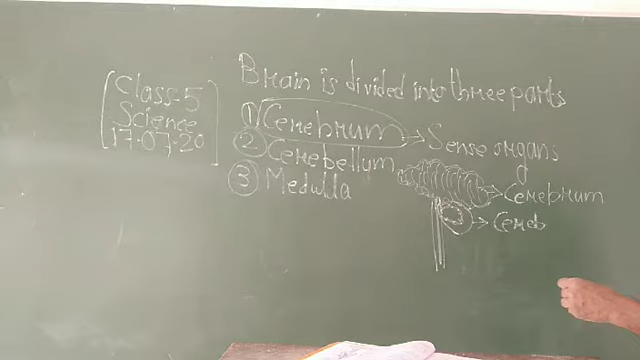 Class-5
Science
17-07-20
Brain is divided into three parts
① Cerebrum → Sense organs
② Cerebellum
③ Medulla
→ Cerebrum
→ Cereb